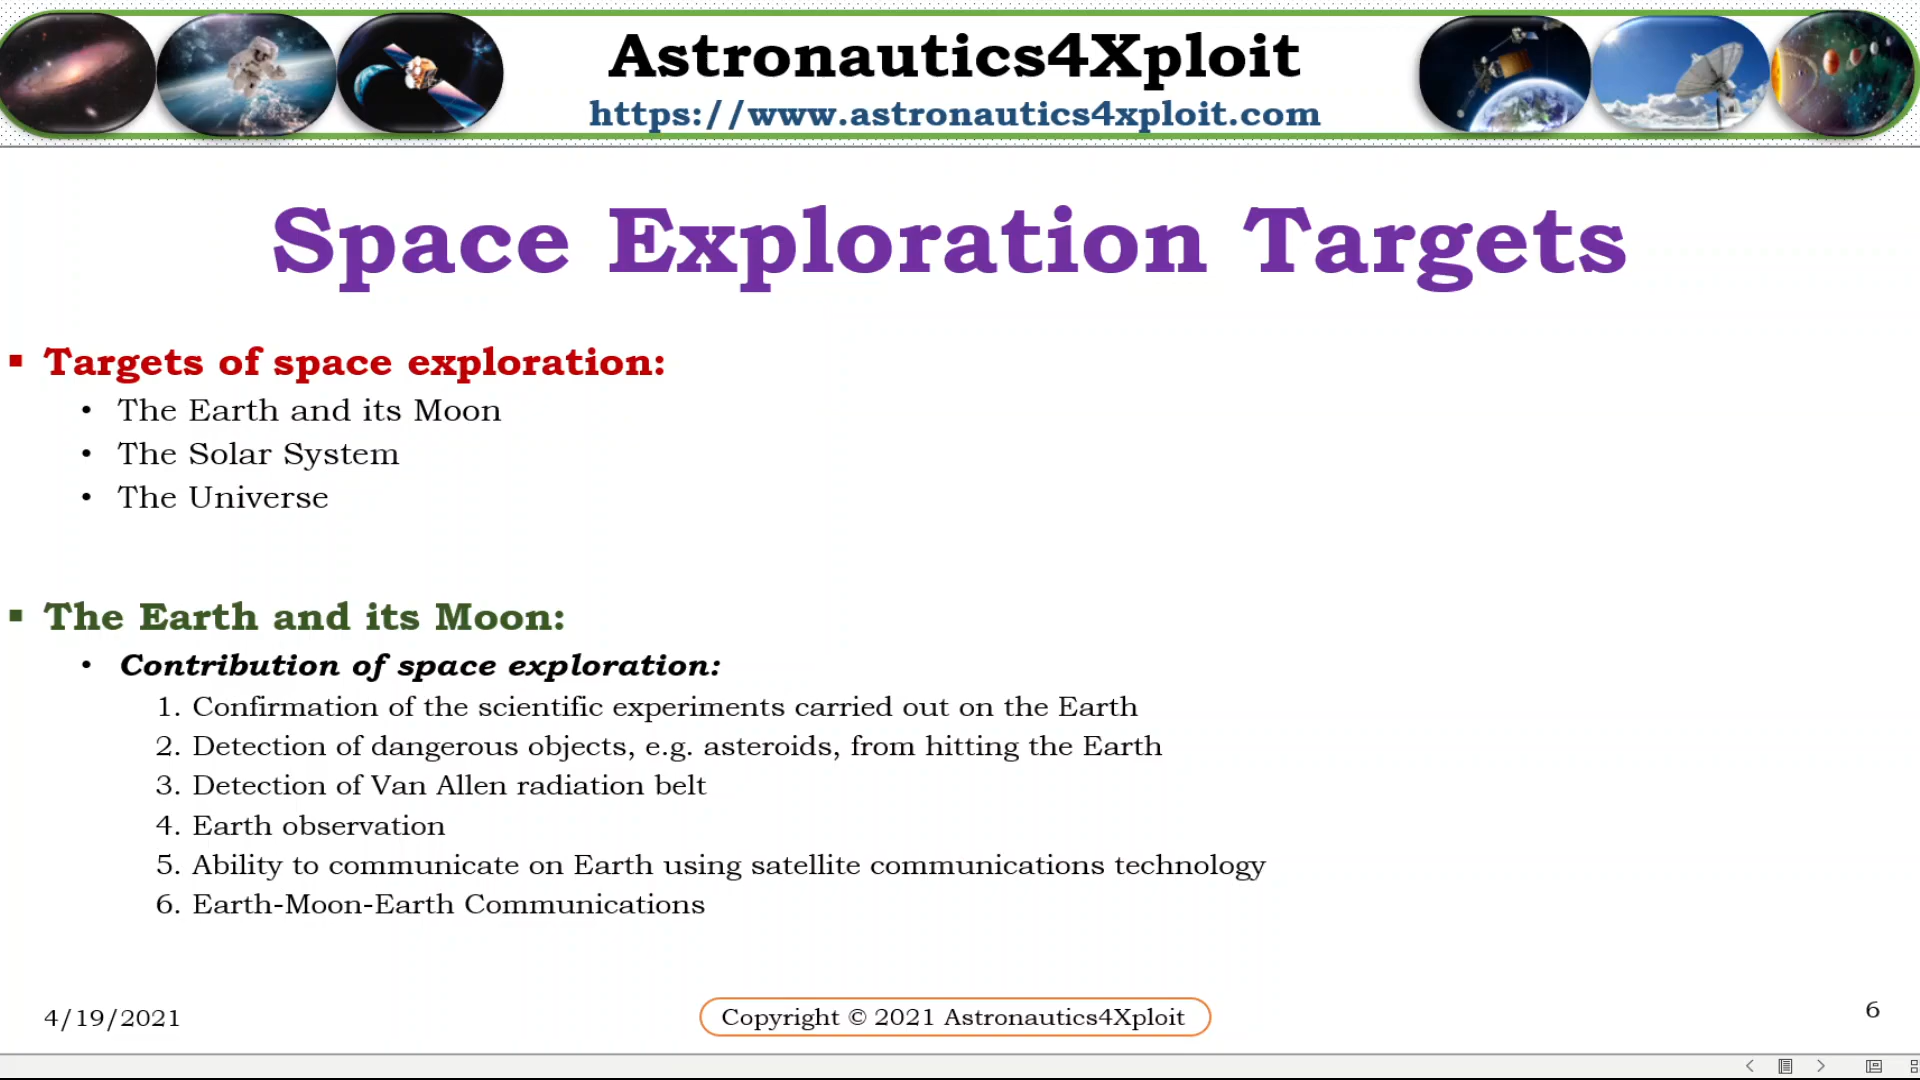 Astronautics4Xploit
https://www.astronautics4xploit.com
Space Exploration Targets
▪ Targets of space exploration:
• The Earth and its Moon
• The Solar System
• The Universe
▪ The Earth and its Moon:
• Contribution of space exploration:
1. Confirmation of the scientific experiments carried out on the Earth
2. Detection of dangerous objects, e.g. asteroids, from hitting the Earth
3. Detection of Van Allen radiation belt
4. Earth observation
5. Ability to communicate on Earth using satellite communications technology
6. Earth-Moon-Earth Communications
4/19/2021
Copyright © 2021 Astronautics4Xploit
6